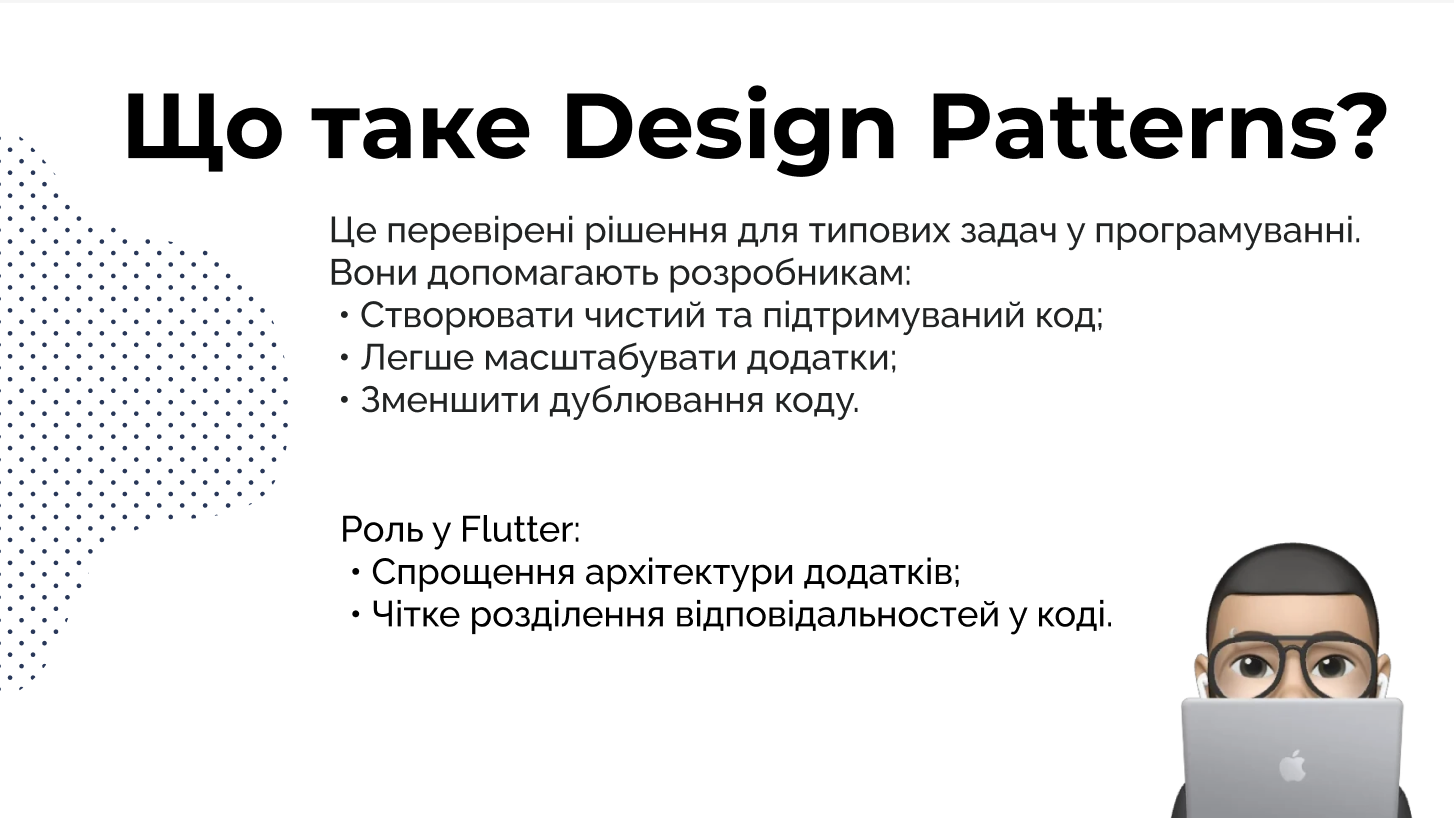 Що таке Design Patterns?
Це перевірені рішення для типових задач у програмуванні.
Вони допомагають розробникам:
• Створювати чистий та підтримуваний код;
• Легше масштабувати додатки;
• Зменшити дублювання коду.
Роль у Flutter:
• Спрощення архітектури додатків;
• Чітке розділення відповідальностей у коді.